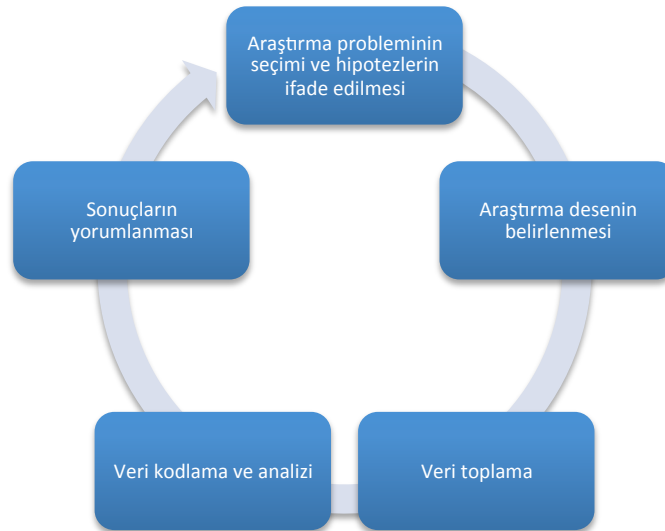 Araştırma probleminin
seçimi ve hipotezlerin
ifade edilmesi
Araştırma desenin
belirlenmesi
Veri toplama
Veri kodlama ve analizi
Sonuçların
yorumlanması